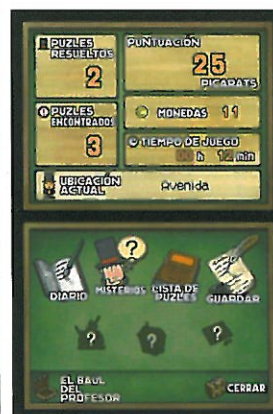 PUZLES
RESUELTOS
2
PUNTUACIÓN
25
PICARATS
PUZLES
ENCONTRADOS
3
MONEDAS 11
TIEMPO DE JUEGO
00 h 12 min
UBICACIÓN
ACTUAL
Avenida
DIARIO
MISTERIOS
LISTA DE
PUZLES
GUARDAR
?
?
?
?
EL BAÚL
DEL
PROFESOR
CERRAR